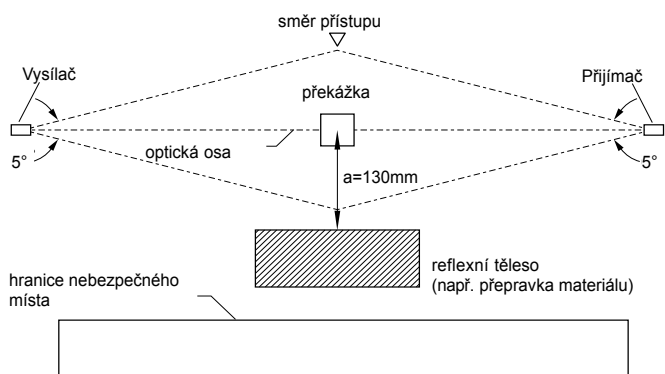 směr přístupu
Vysílač
Přijímač
překážka
optická osa
5°
5°
a=130mm
reflexní těleso
(např. přepravka materiálu)
hranice nebezpečného
místa